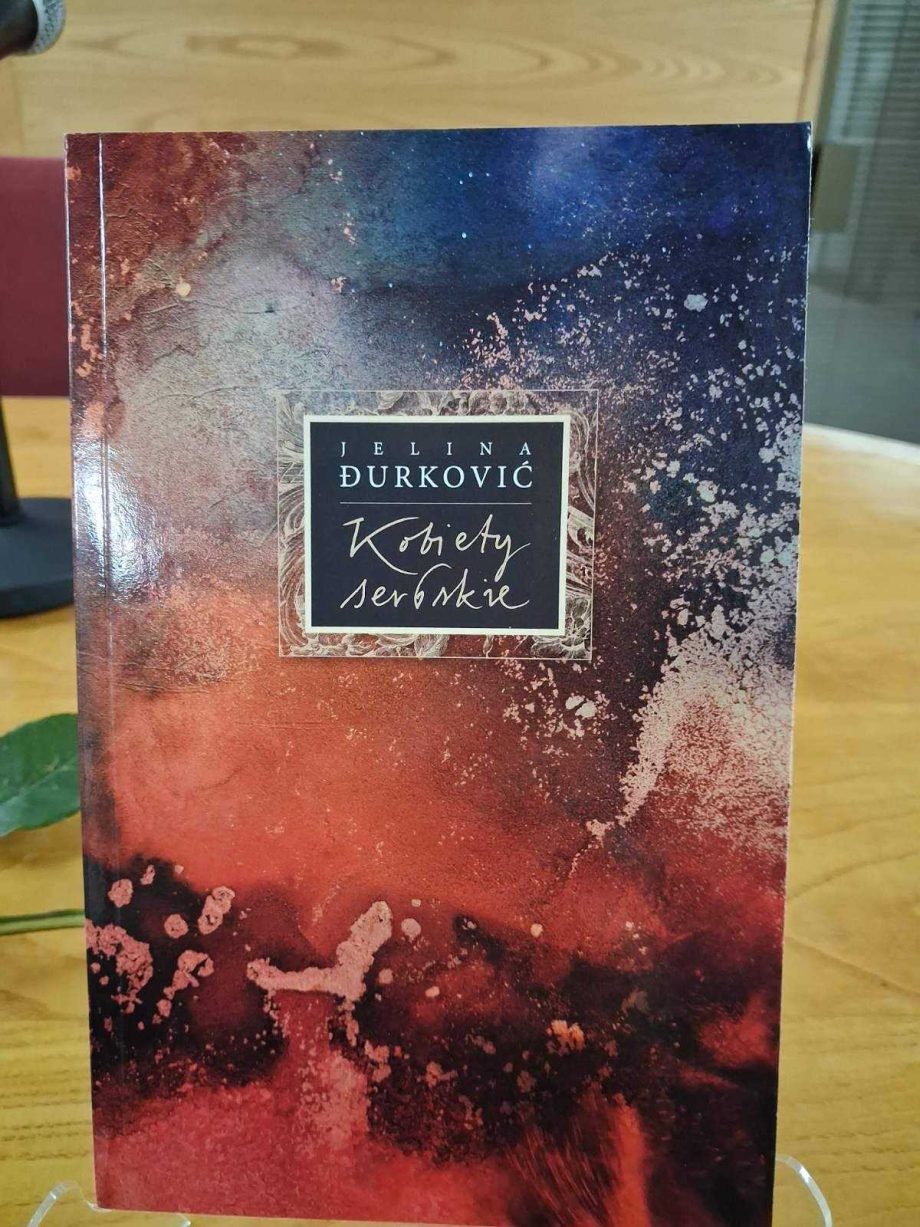 JELINA
ĐURKOVIĆ
Kobiety
serbskie